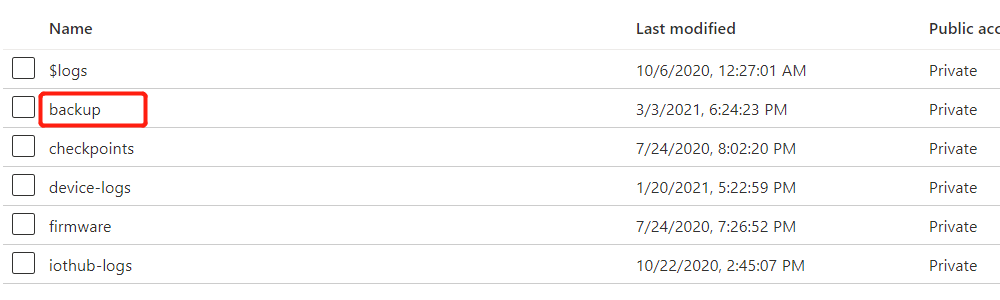 Name Last modified Public acc
$logs 10/6/2020, 12:27:01 AM Private
backup 3/3/2021, 6:24:23 PM Private
checkpoints 7/24/2020, 8:02:20 PM Private
device-logs 1/20/2021, 5:22:59 PM Private
firmware 7/24/2020, 7:26:52 PM Private
iothub-logs 10/22/2020, 2:45:07 PM Private